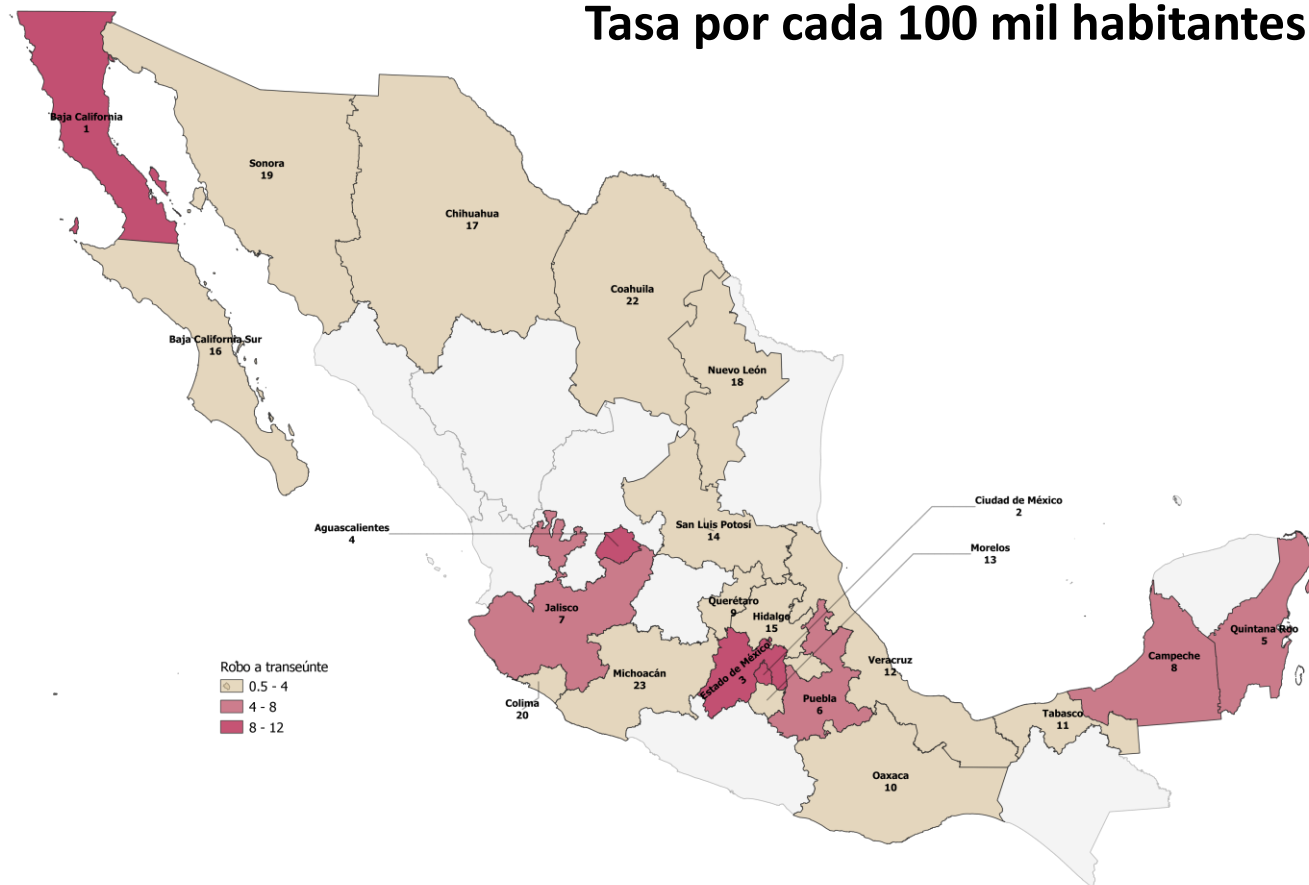 Tasa por cada 100 mil habitantes
Baja California
1
Sonora
19
Chihuahua
17
Coahuila
22
Baja California Sur
16
Nuevo León
18
Ciudad de México
2
Aguascalientes
4
San Luis Potosí
14
Morelos
13
Querétaro
9
Jalisco
7
Hidalgo
15
Quintana Roo
5
Campeche
8
Veracruz
12
Estado de México
3
Michoacán
23
Puebla
6
Colima
20
Tabasco
11
Oaxaca
10
Robo a transeúnte
0.5 - 4
4 - 8
8 - 12